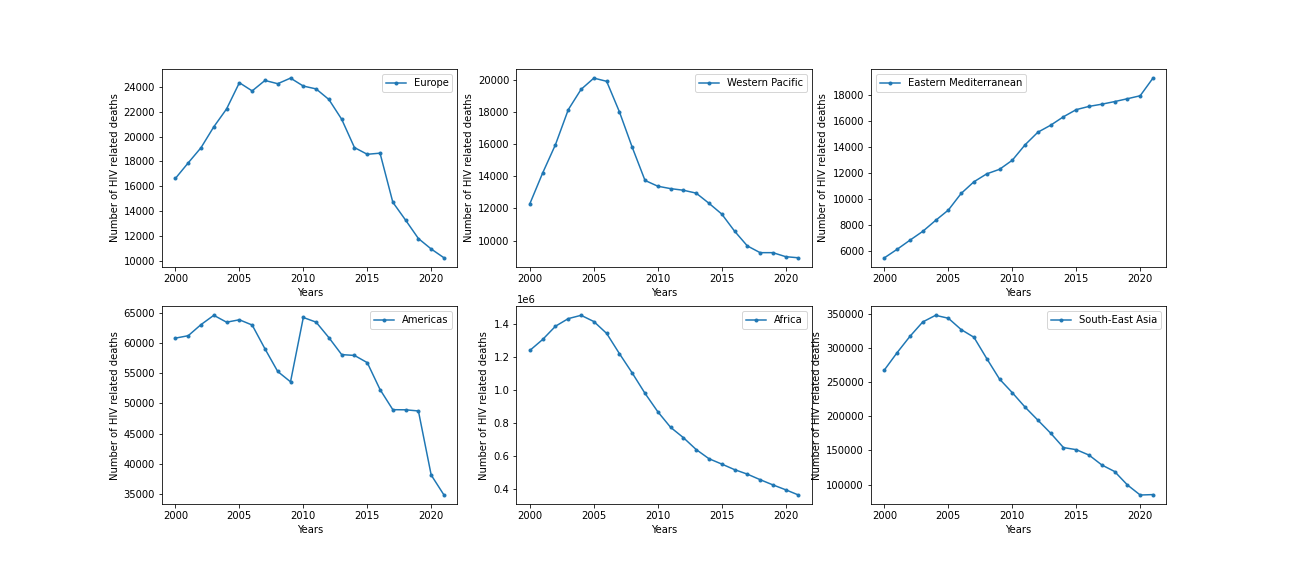 Europe
Number of HIV related deaths
24000
22000
20000
18000
16000
14000
12000
10000
2000 2005 2010 2015 2020
Years
Western Pacific
Number of HIV related deaths
20000
18000
16000
14000
12000
10000
2000 2005 2010 2015 2020
Years
Eastern Mediterranean
Number of HIV related deaths
18000
16000
14000
12000
10000
8000
6000
2000 2005 2010 2015 2020
Years
Americas
Number of HIV related deaths
65000
60000
55000
50000
45000
40000
35000
2000 2005 2010 2015 2020
Years
1e6
Africa
Number of HIV related deaths
1.4
1.2
1.0
0.8
0.6
0.4
2000 2005 2010 2015 2020
Years
South-East Asia
Number of HIV related deaths
350000
300000
250000
200000
150000
100000
2000 2005 2010 2015 2020
Years